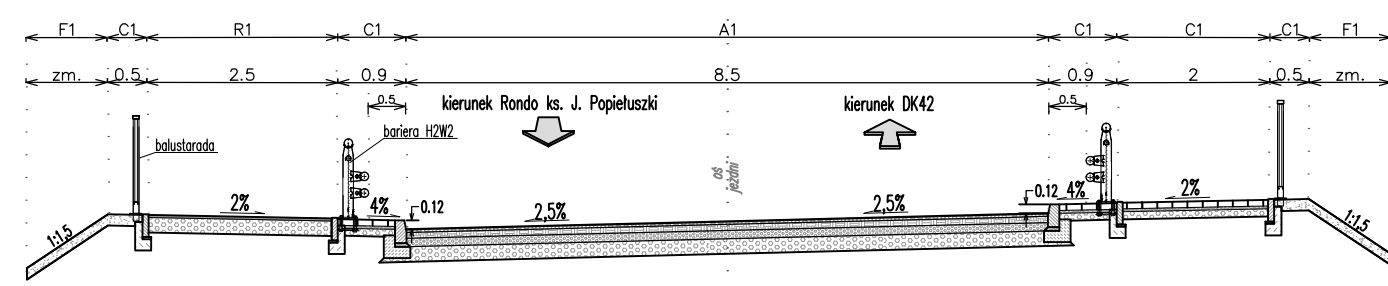 F1 C1 R1 C1 A1 C1 C1 C1 F1
zm. 0.5 2.5 0.9 8.5 0.9 2 0.5 zm.
0.5 kierunek Rondo ks. J. Popiełuszki kierunek DK42 0.5
balustarada
bariera H2W2
oś
jeżdni
1:1,5 2% 4% 0.12 2,5% 2,5% 0.12 4% 2% 1:1,5